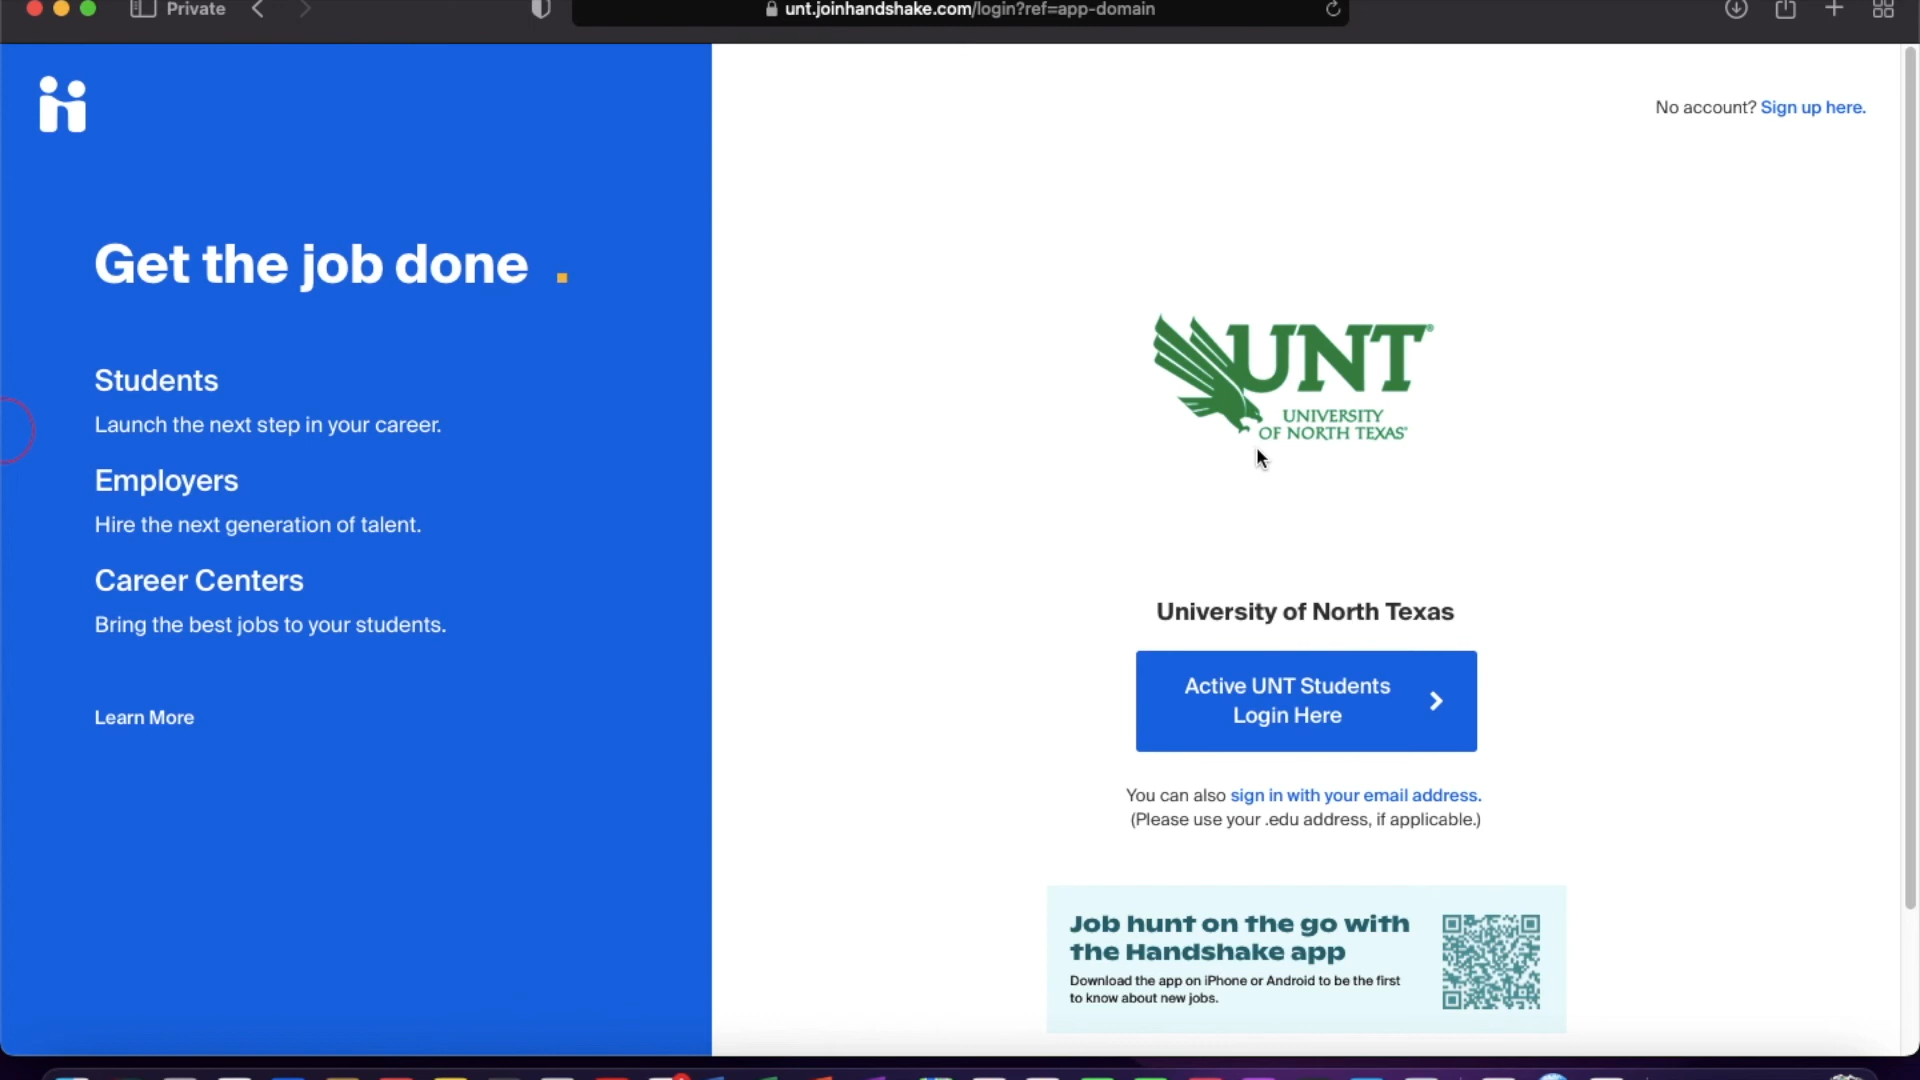 Private
unt.joinhandshake.com/login?ref=app-domain
No account? Sign up here.
Get the job done .
Students
Launch the next step in your career.
Employers
Hire the next generation of talent.
Career Centers
Bring the best jobs to your students.
Learn More
UNT
UNIVERSITY
OF NORTH TEXAS
University of North Texas
Active UNT Students
Login Here
You can also sign in with your email address.
(Please use your .edu address, if applicable.)
Job hunt on the go with
the Handshake app
Download the app on iPhone or Android to be the first
to know about new jobs.